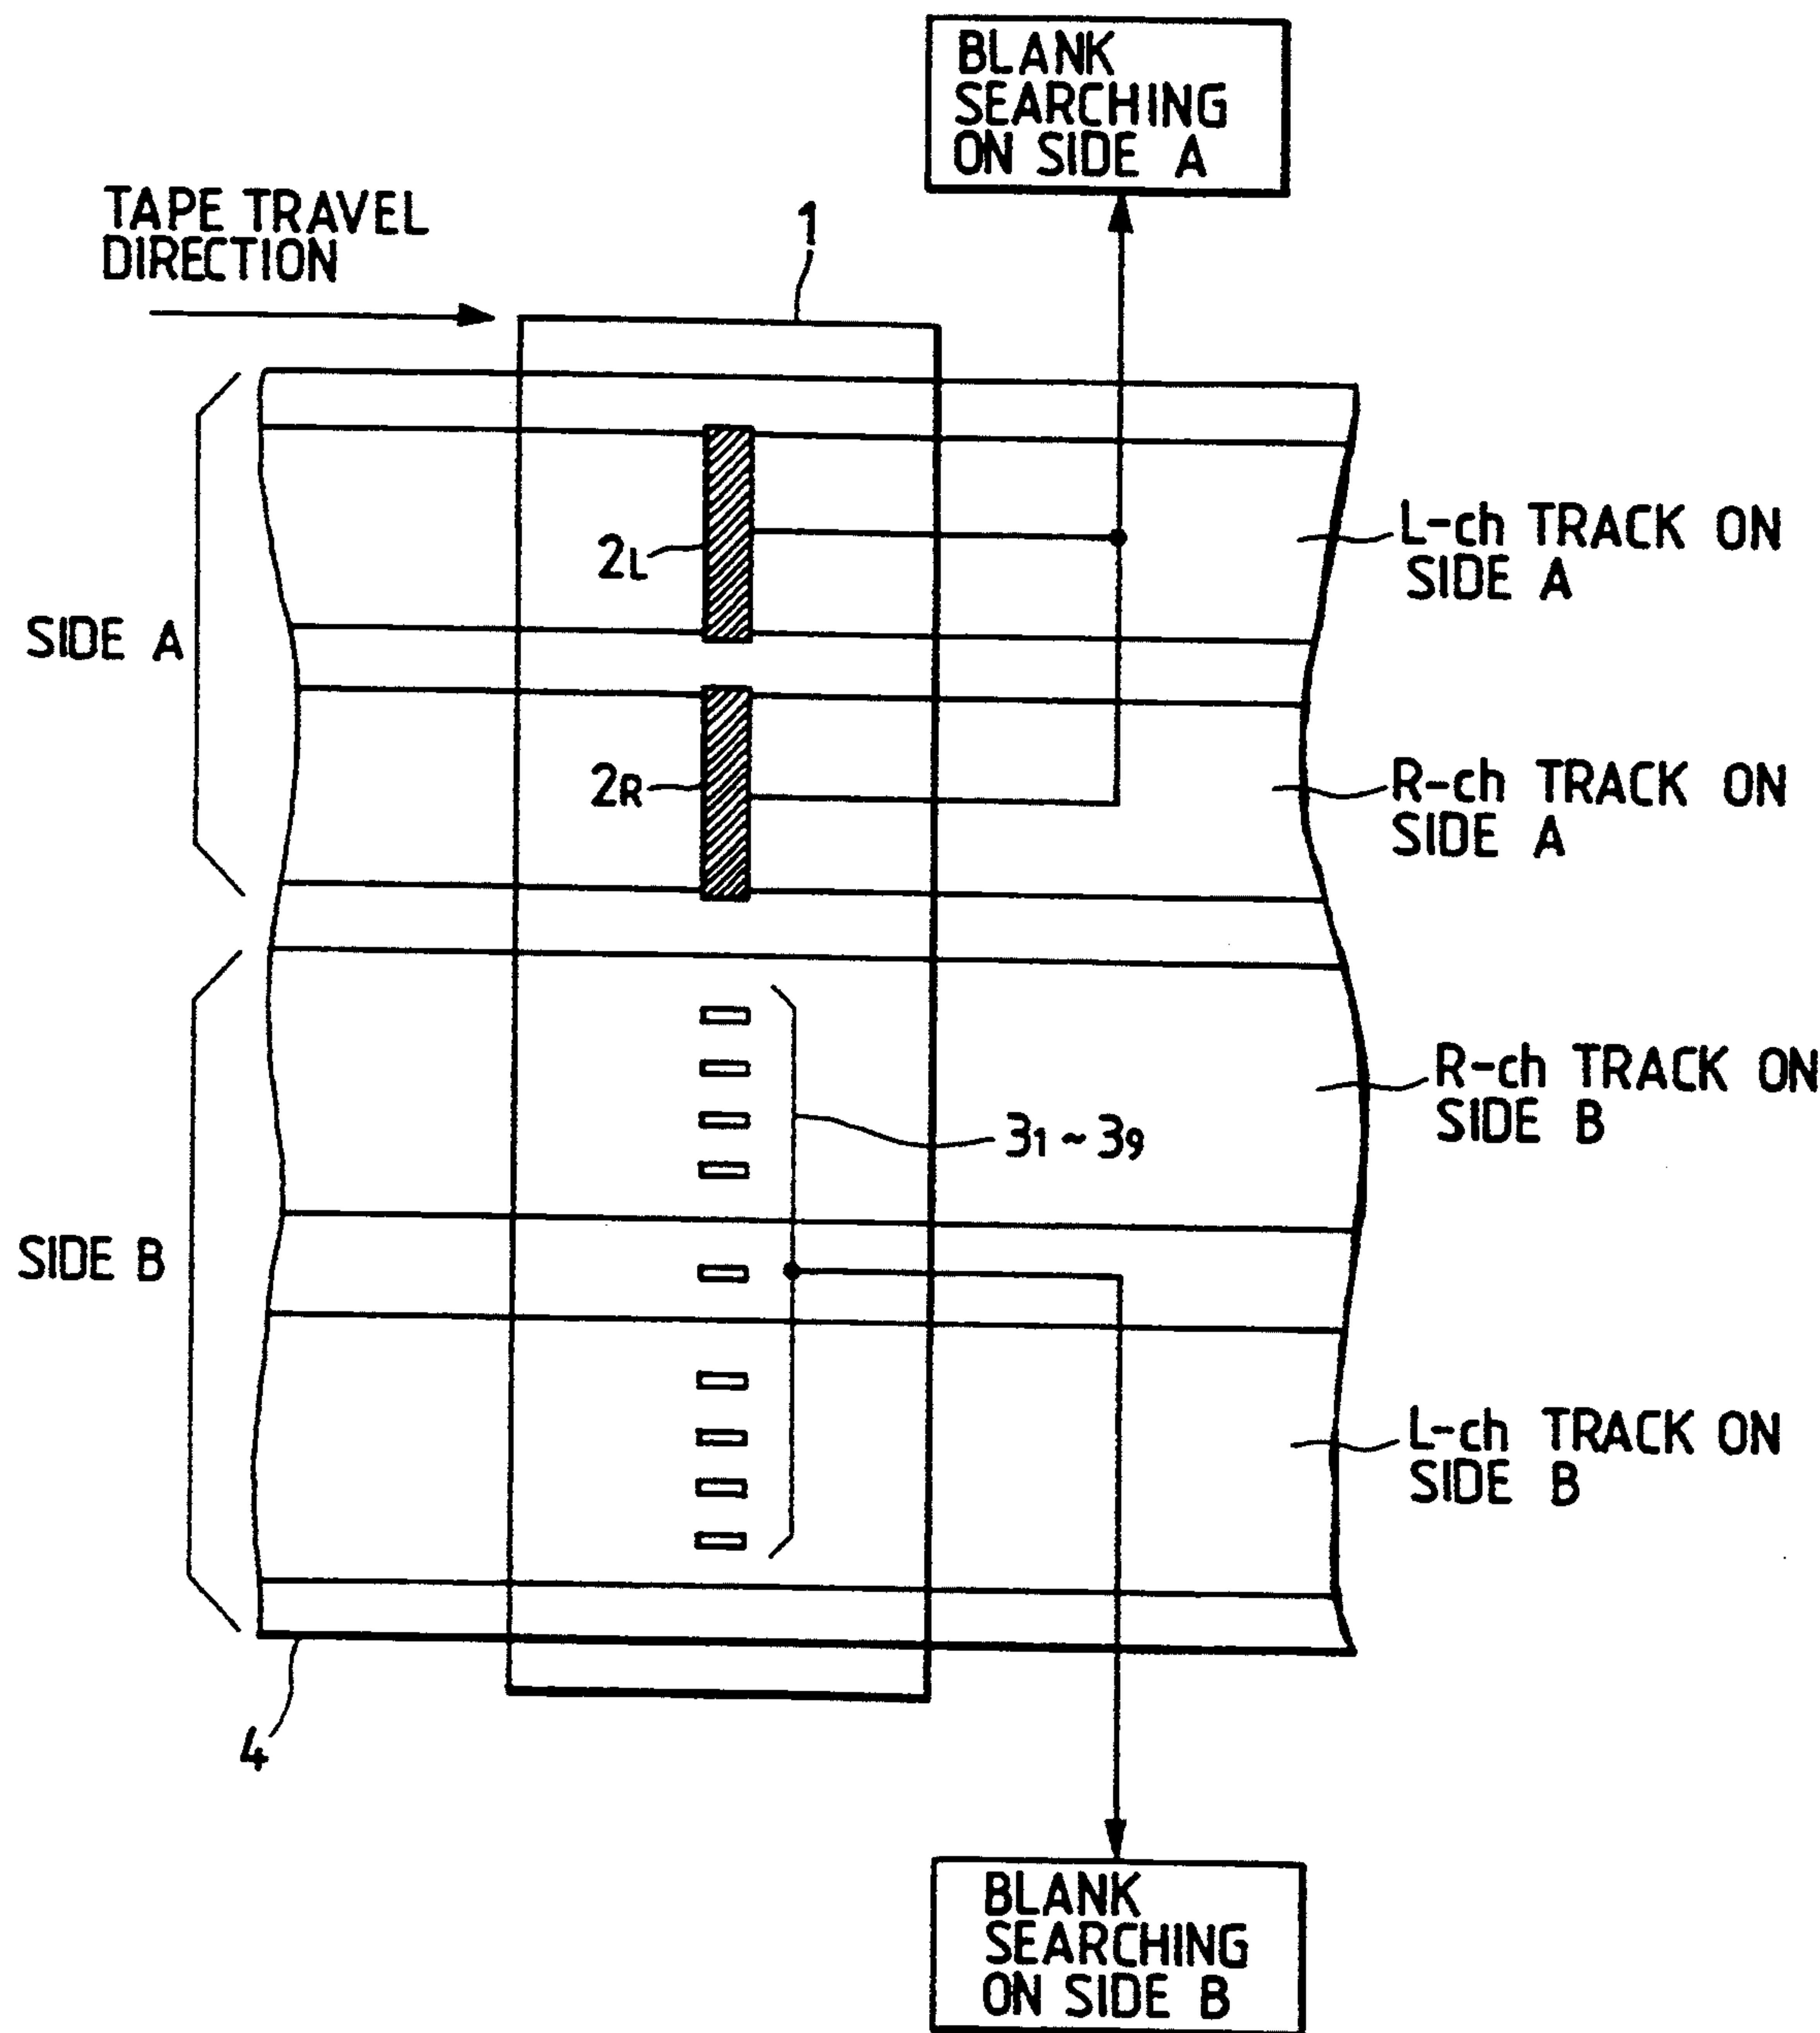 BLANK
SEARCHING
ON SIDE A
TAPE TRAVEL
DIRECTION
1
2L
L-ch TRACK ON
SIDE A
SIDE A
2R
R-ch TRACK ON
SIDE A
R-ch TRACK ON
SIDE B
31~39
SIDE B
L-ch TRACK ON
SIDE B
4
BLANK
SEARCHING
ON SIDE B